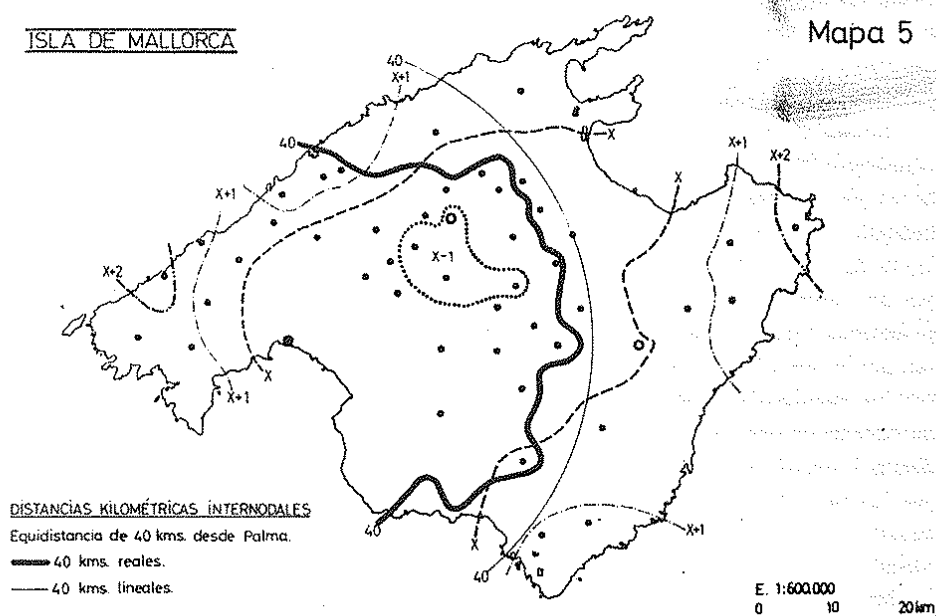 ISLA DE MALLORCA
Mapa 5
40
X+1
40
X
X+1
X+2
X+1
X
X-1
X+2
X
X+1
DISTANCIAS KILOMÉTRICAS INTERNODALES
Equidistancia de 40 kms. desde Palma.
40 kms. reales.
40 kms. lineales.
40
X
40
X+1
E. 1:600.000
0 10 20 km